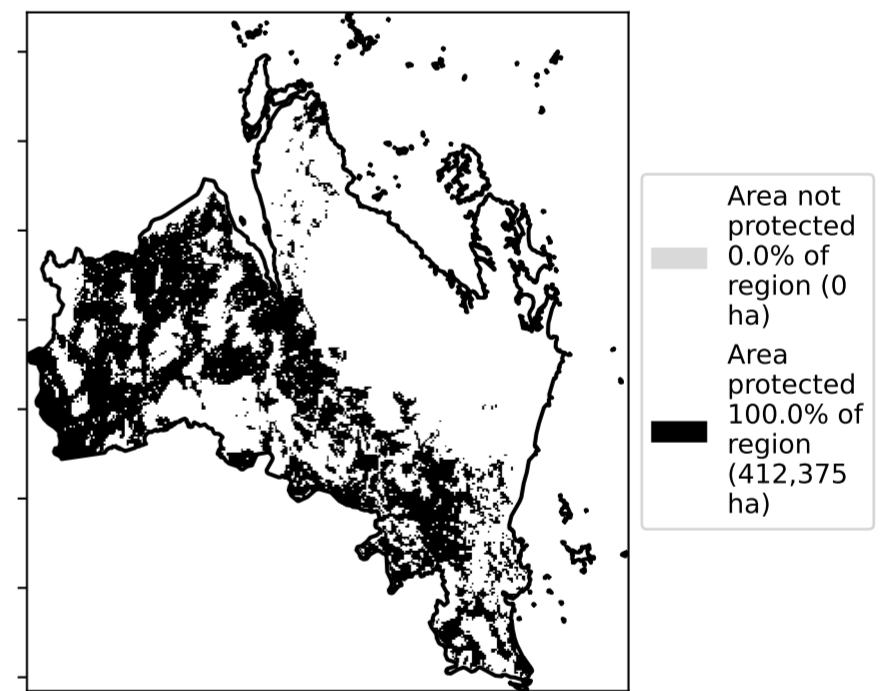 Area not
protected
0.0% of
region (0
ha)
Area
protected
100.0% of
region
(412,375
ha)